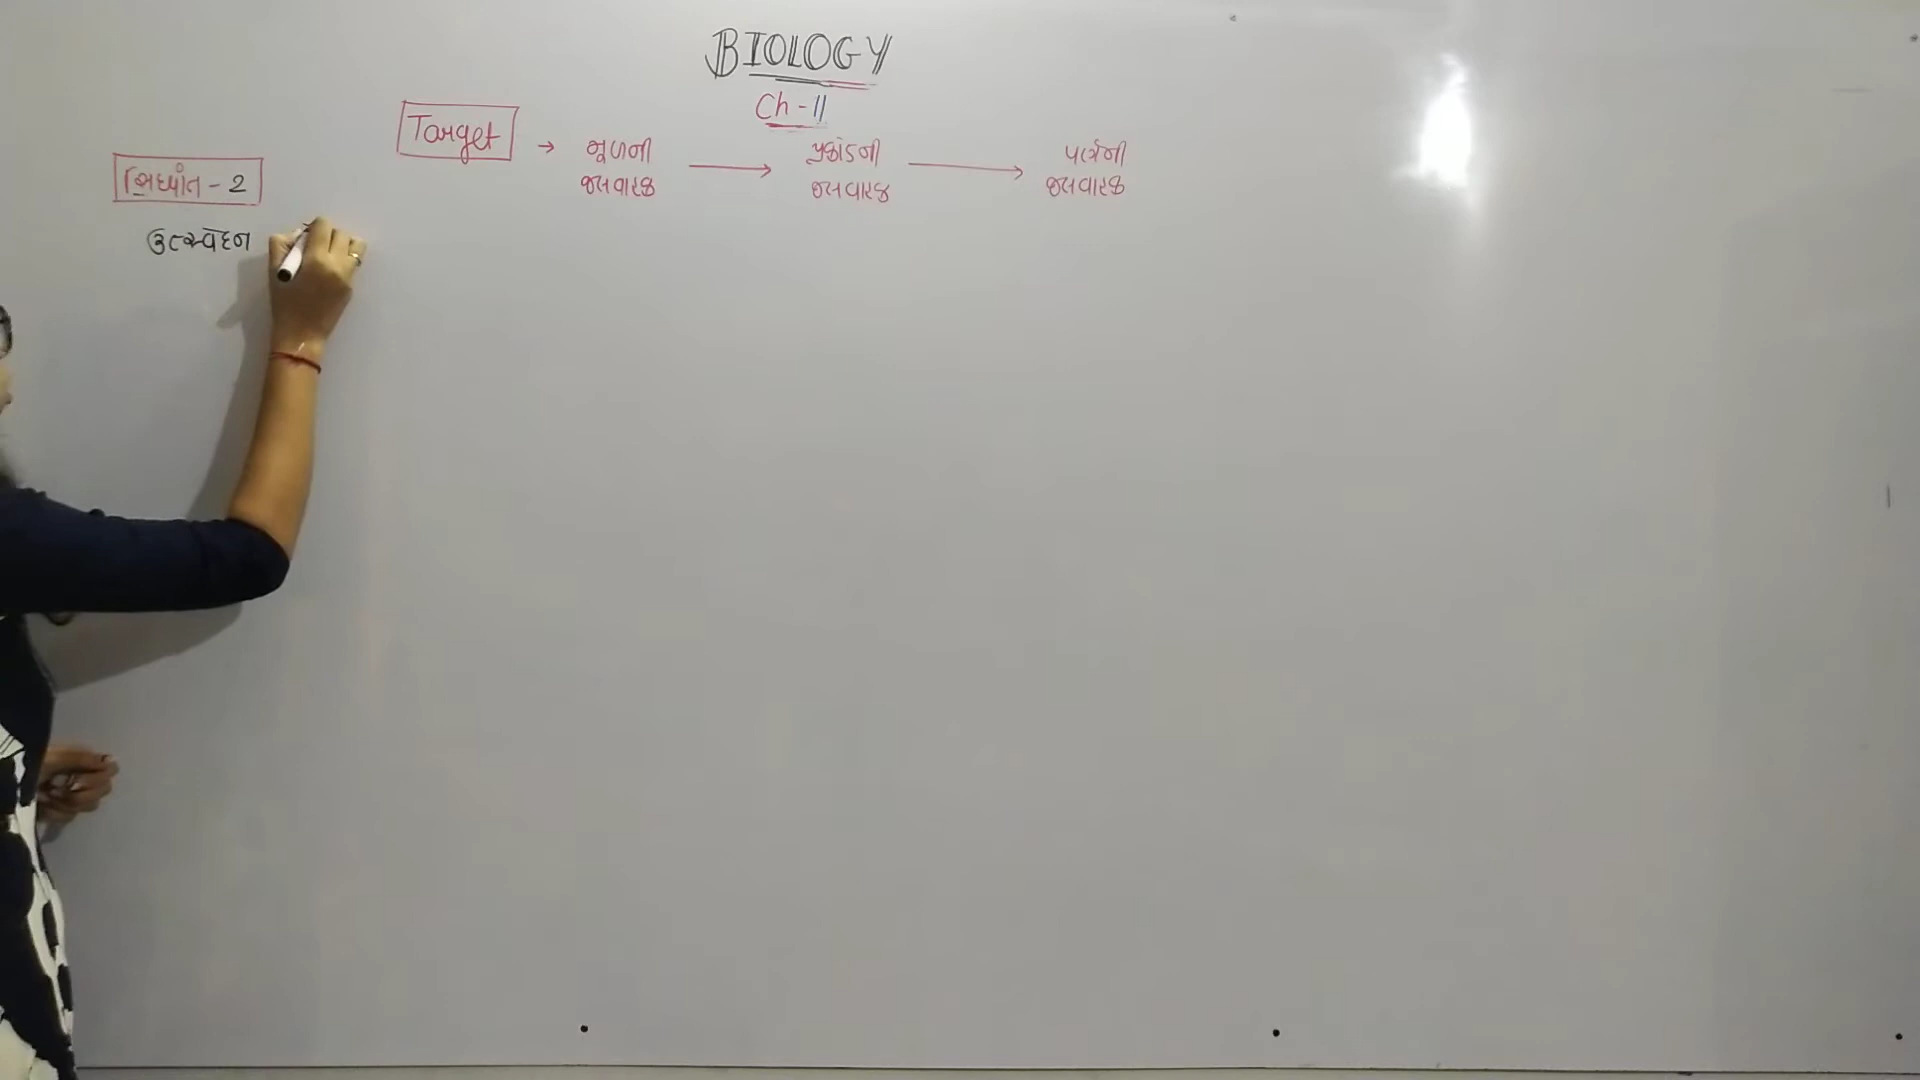 BIOLOGY
Ch - 11
Target → મૂળની જલવાહક → પ્રકાંડની જલવાહક → પર્ણની જલવાહક
સિધ્ધાંત - 2
ઉત્સ્વેદન